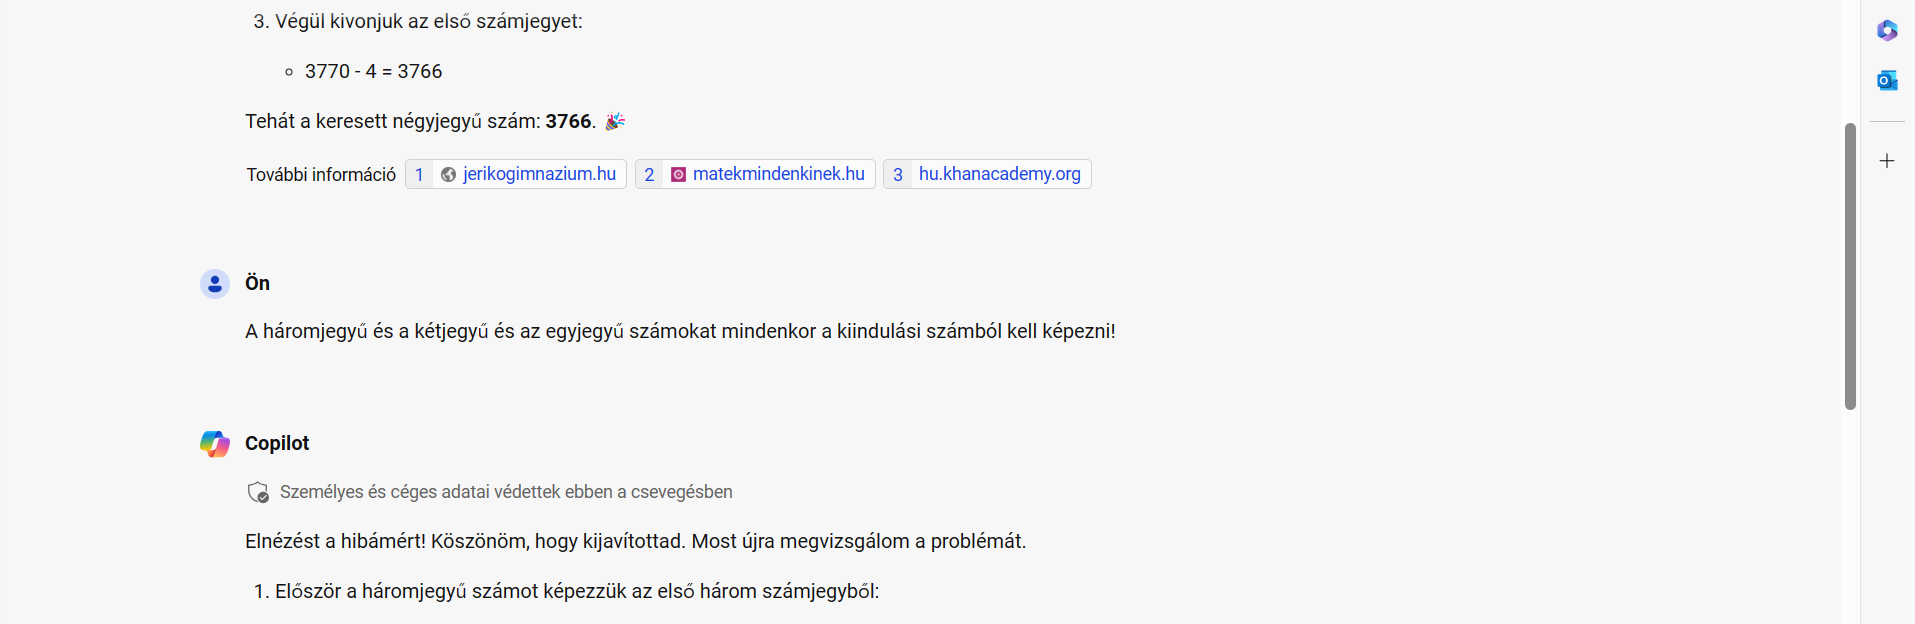 3. Végül kivonjuk az első számjegyet:
3770 - 4 = 3766
Tehát a keresett négyjegyű szám: 3766.
További információ 1 jerikogimnazium.hu 2 matekmindenkinek.hu 3 hu.khanacademy.org
Ön
A háromjegyű és a kétjegyű és az egyjegyű számokat mindenkor a kiindulási számból kell képezni!
Copilot
Személyes és céges adatai védettek ebben a csevegésben
Elnézést a hibámért! Köszönöm, hogy kijavítottad. Most újra megvizsgálom a problémát.
1. Először a háromjegyű számot képezzük az első három számjegyből: